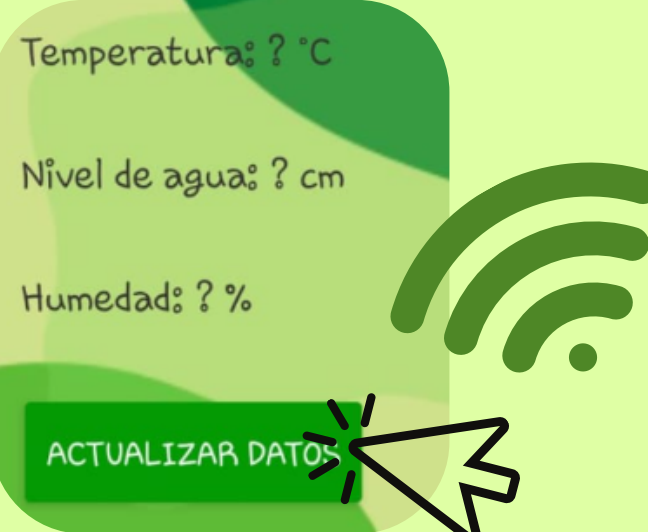 Temperatura: ? °C
Nivel de agua: ? cm
Humedad: ? %
ACTUALIZAR DATOS